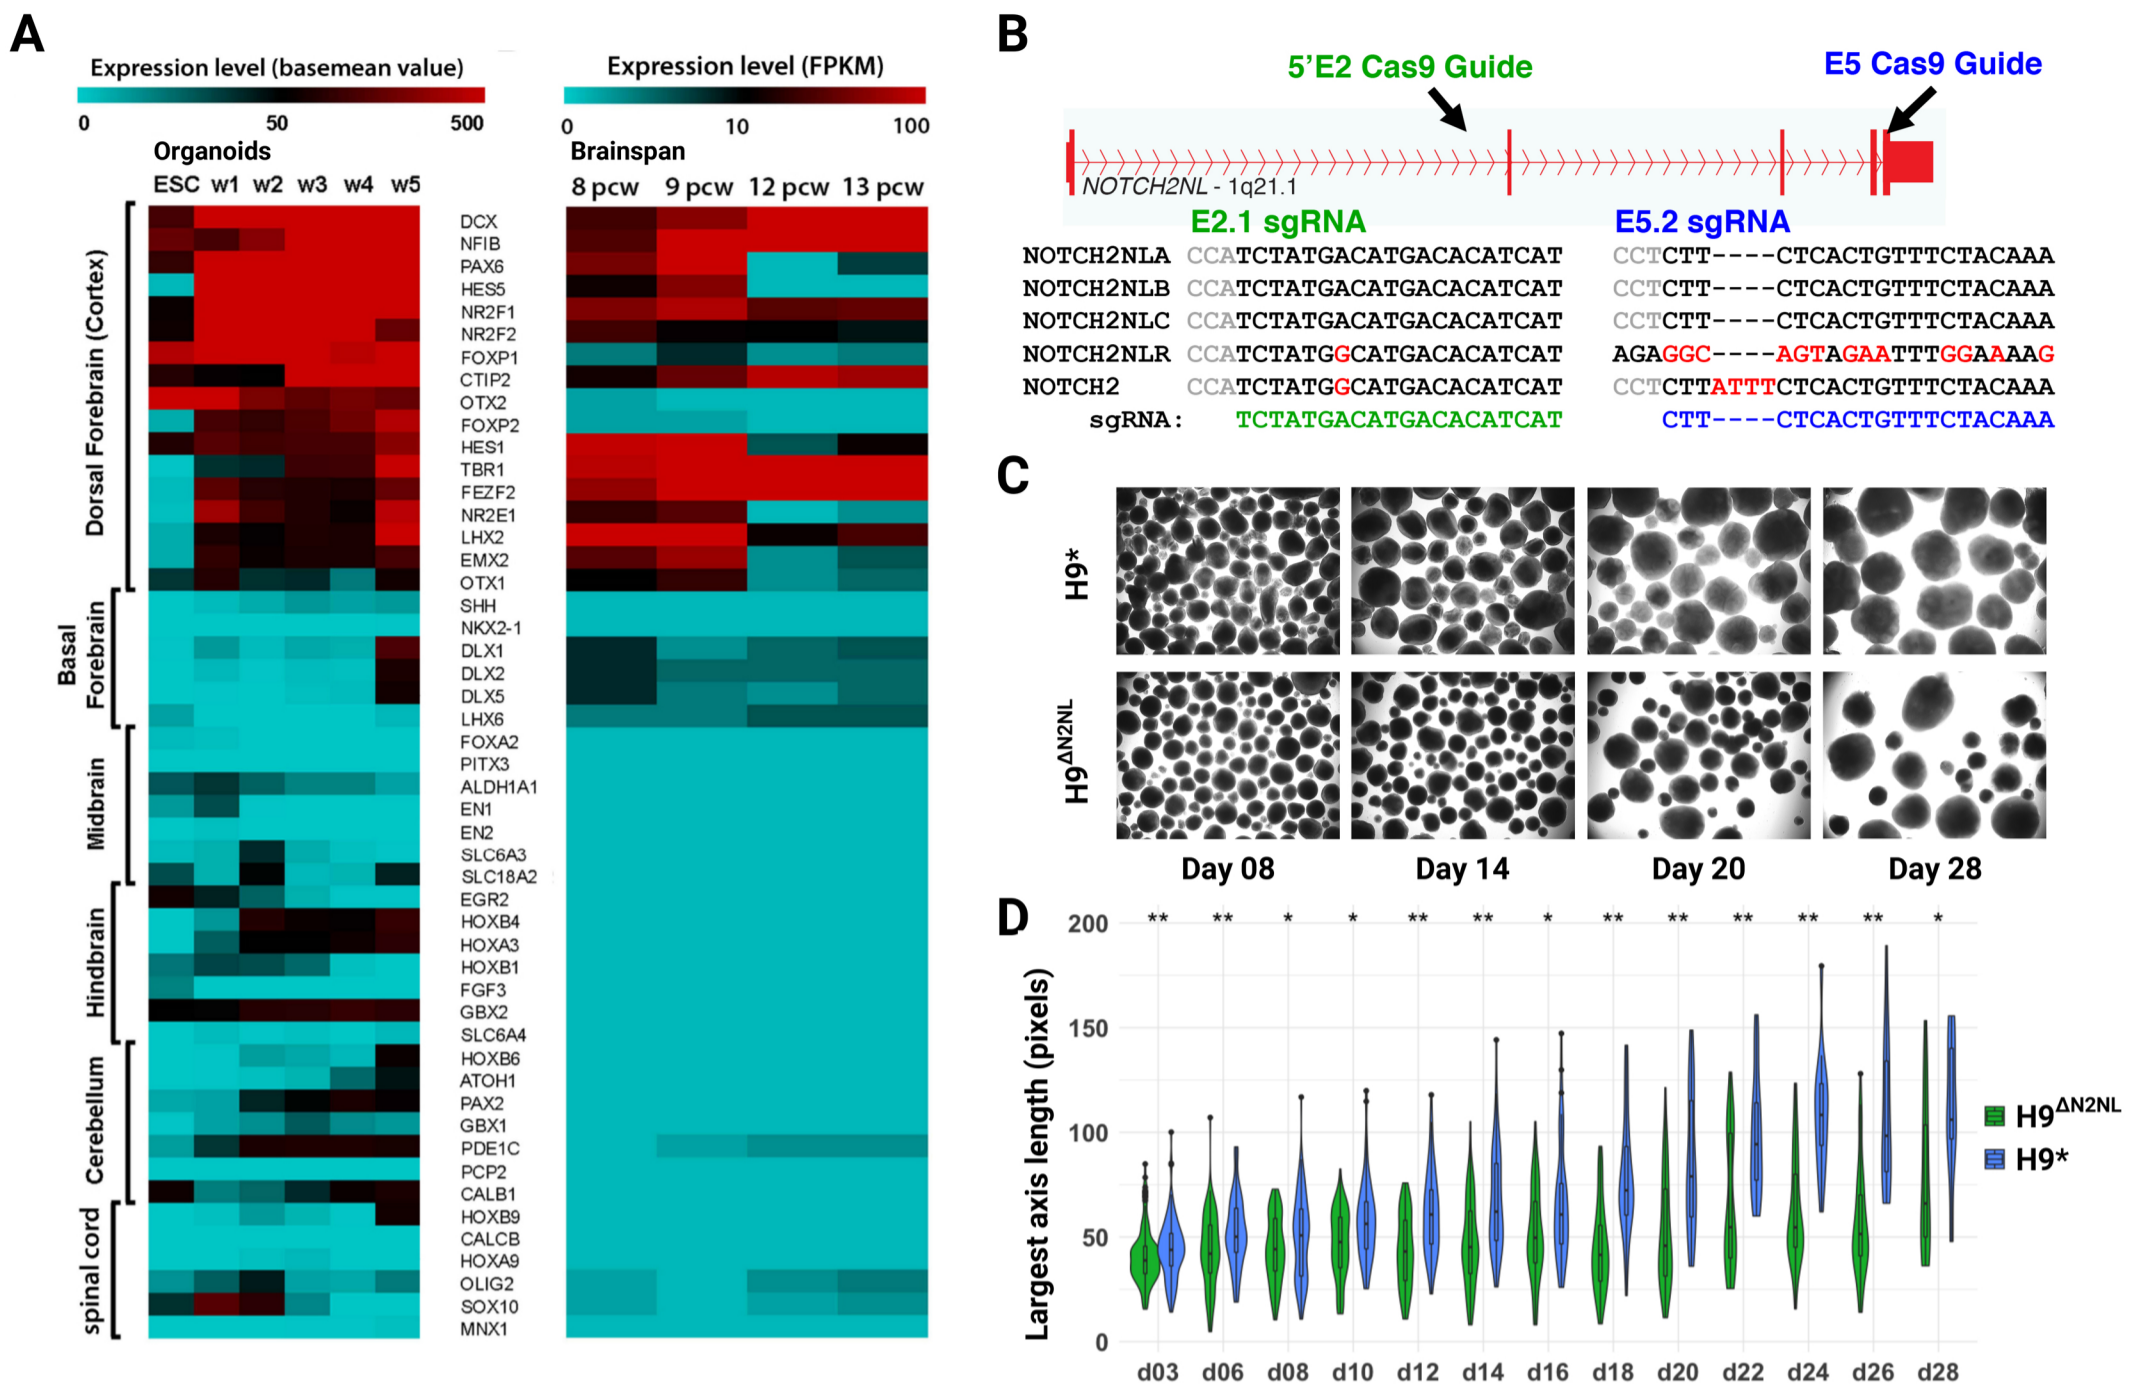 A
Expression level (basemean value)
0 50 500
Organoids
ESC w1 w2 w3 w4 w5
Expression level (FPKM)
0 10 100
Brainspan
8 pcw 9 pcw 12 pcw 13 pcw
Dorsal Forebrain (Cortex)
DCX
NFIB
PAX6
HES5
NR2F1
NR2F2
FOXP1
CTIP2
OTX2
FOXP2
HES1
TBR1
FEZF2
NR2E1
LHX2
EMX2
OTX1
Basal
Forebrain
SHH
NKX2-1
DLX1
DLX2
DLX5
LHX6
Midbrain
FOXA2
PITX3
ALDH1A1
EN1
EN2
SLC6A3
SLC18A2
Hindbrain
EGR2
HOXB4
HOXA3
HOXB1
FGF3
GBX2
SLC6A4
Cerebellum
HOXB6
ATOH1
PAX2
GBX1
PDE1C
PCP2
CALB1
spinal cord
HOXB9
CALCB
HOXA9
OLIG2
SOX10
MNX1
B
5'E2 Cas9 Guide E5 Cas9 Guide
NOTCH2NL - 1q21.1
E2.1 sgRNA E5.2 sgRNA
NOTCH2NLA CCATCTATGACATGACACATCAT CCTCTT----CTCACTGTTTCTACAAA
NOTCH2NLB CCATCTATGACATGACACATCAT CCTCTT----CTCACTGTTTCTACAAA
NOTCH2NLC CCATCTATGACATGACACATCAT CCTCTT----CTCACTGTTTCTACAAA
NOTCH2NLR CCATCTATGGCATGACACATCAT AGAGGC----AGTAGAATTTGGAAAAG
NOTCH2 CCATCTATGGCATGACACATCAT CCTCTTATTTCTCACTGTTTCTACAAA
sgRNA: TCTATGACATGACACATCAT CTT----CTCACTGTTTCTACAAA
C
H9*
H9ΔN2NL
Day 08 Day 14 Day 20 Day 28
D
Largest axis length (pixels)
200
150
100
50
0
** ** * * ** ** * ** ** ** ** ** *
d03 d06 d08 d10 d12 d14 d16 d18 d20 d22 d24 d26 d28
H9ΔN2NL
H9*